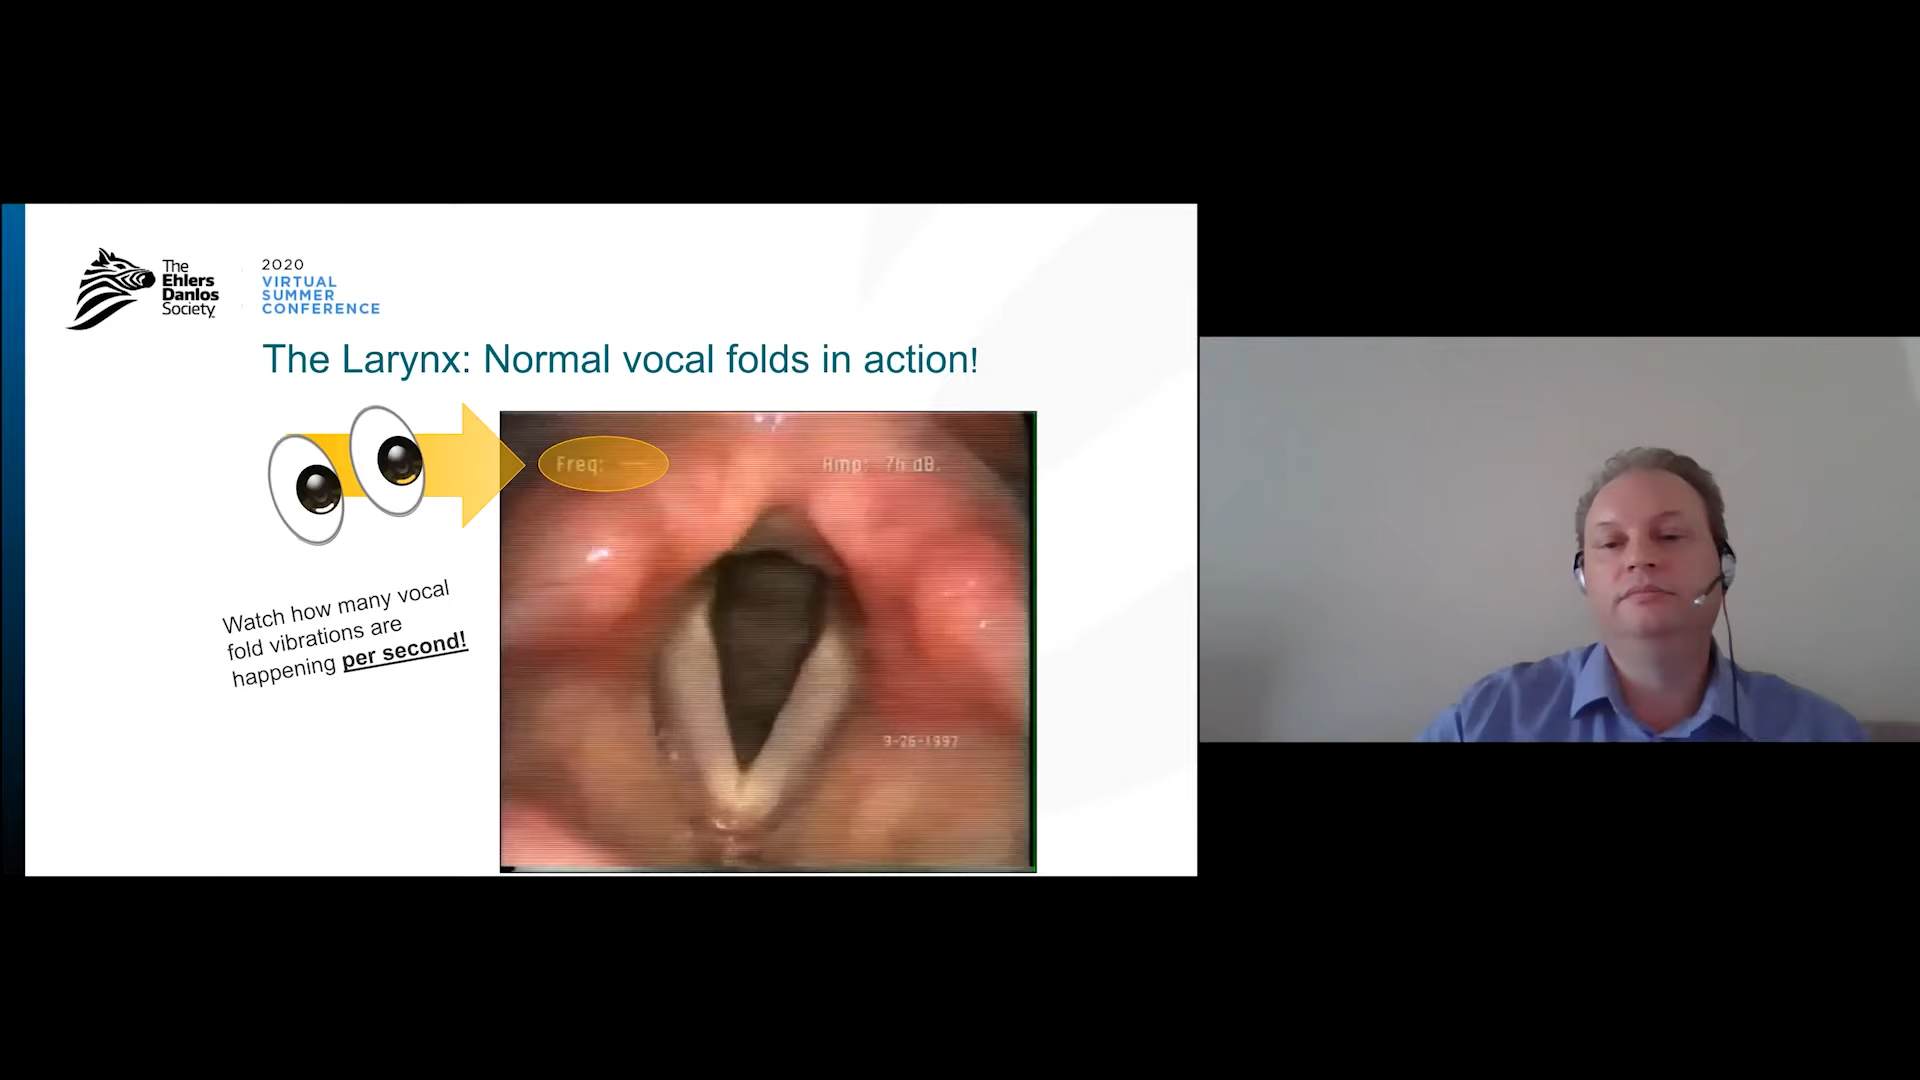 The
Ehlers
Danlos
Society
2020
VIRTUAL
SUMMER
CONFERENCE
The Larynx: Normal vocal folds in action!
Freq: --- Amp: 76 dB.
Watch how many vocal
fold vibrations are
happening per second!
9-26-1997